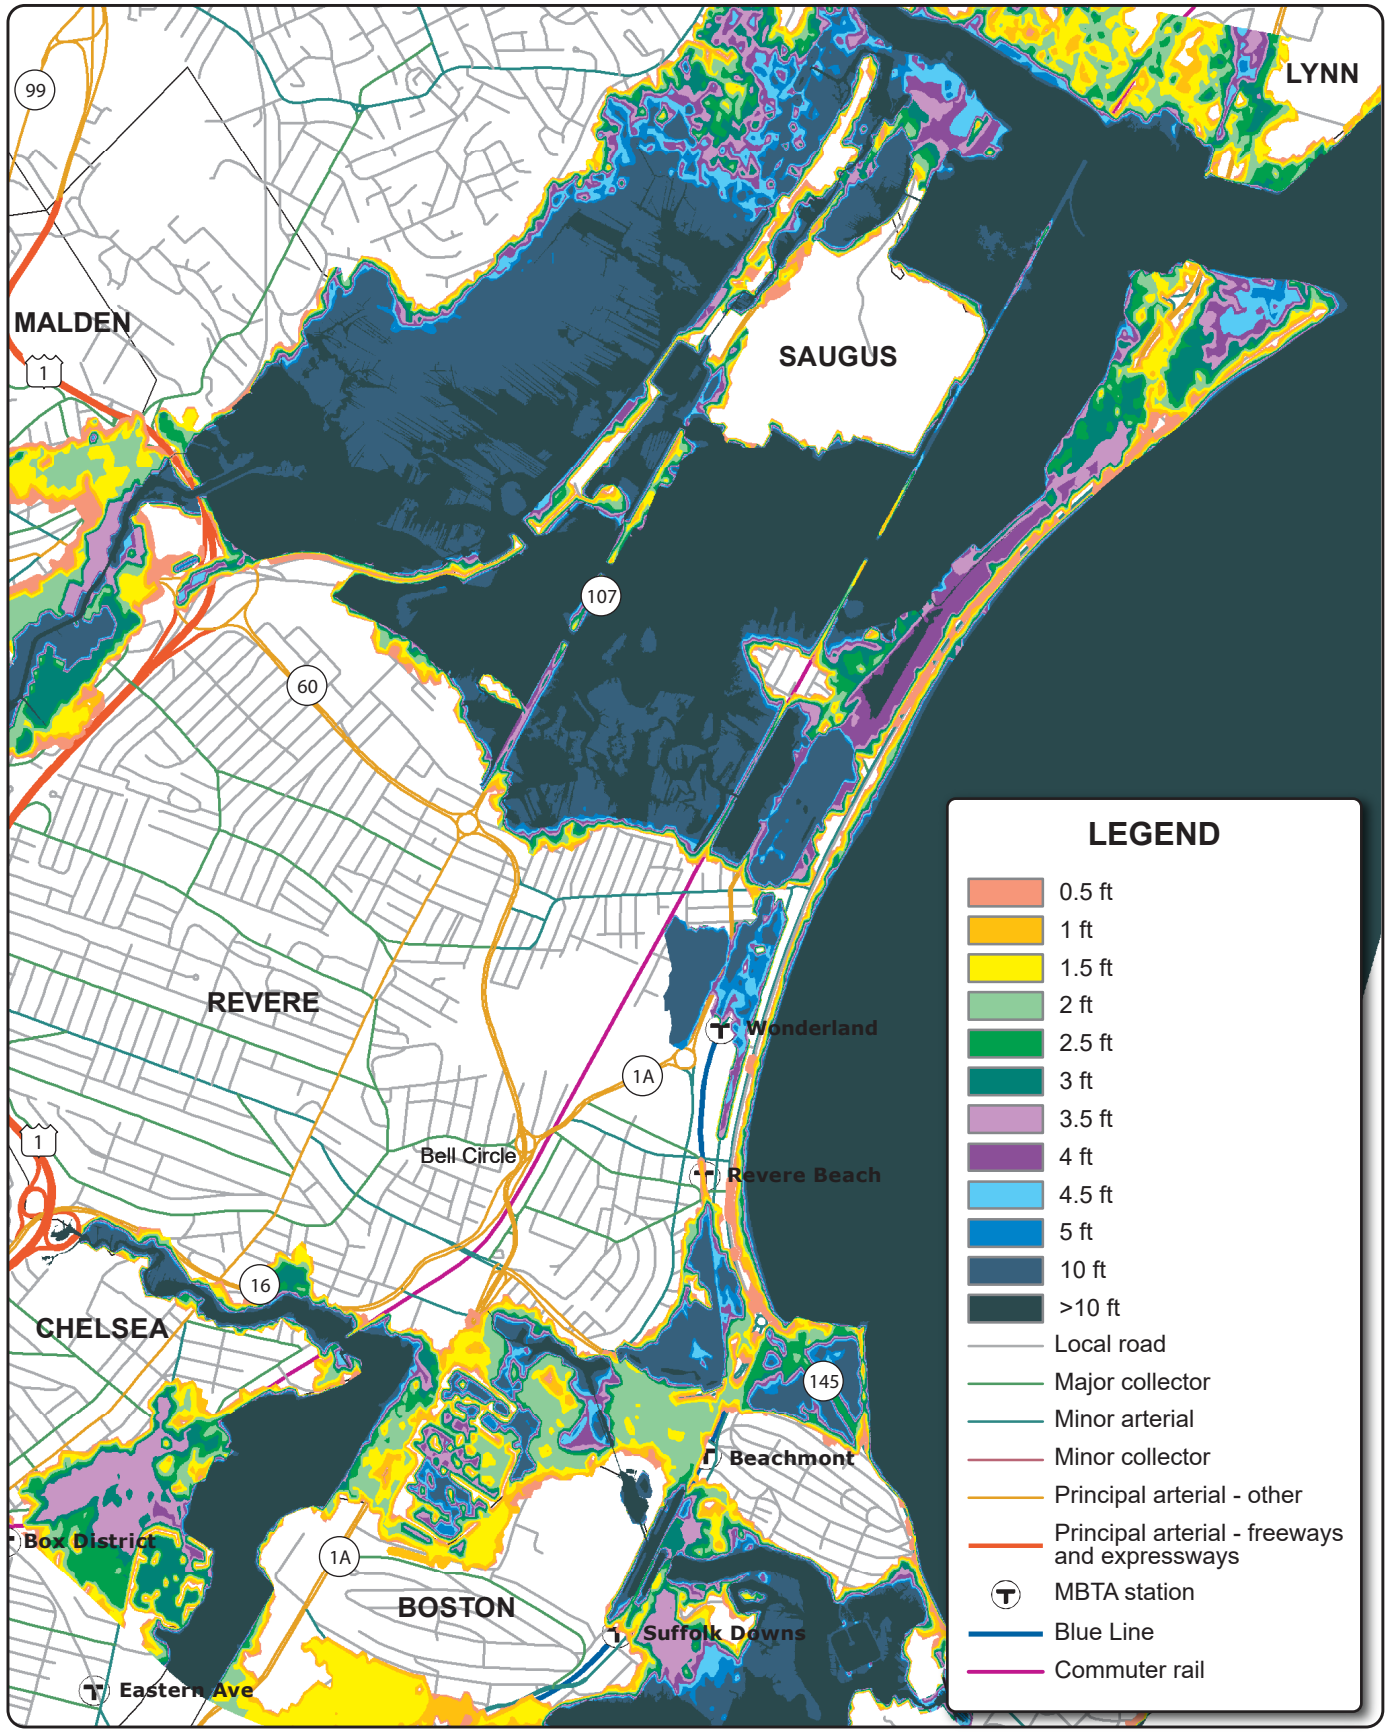 99
LYNN
MALDEN
1
SAUGUS
107
60
REVERE
Wonderland
1A
1
Bell Circle
Revere Beach
16
CHELSEA
145
Beachmont
Box District
1A
BOSTON
Suffolk Downs
Eastern Ave
LEGEND
0.5 ft
1 ft
1.5 ft
2 ft
2.5 ft
3 ft
3.5 ft
4 ft
4.5 ft
5 ft
10 ft
>10 ft
Local road
Major collector
Minor arterial
Minor collector
Principal arterial - other
Principal arterial - freeways
and expressways
T MBTA station
Blue Line
Commuter rail